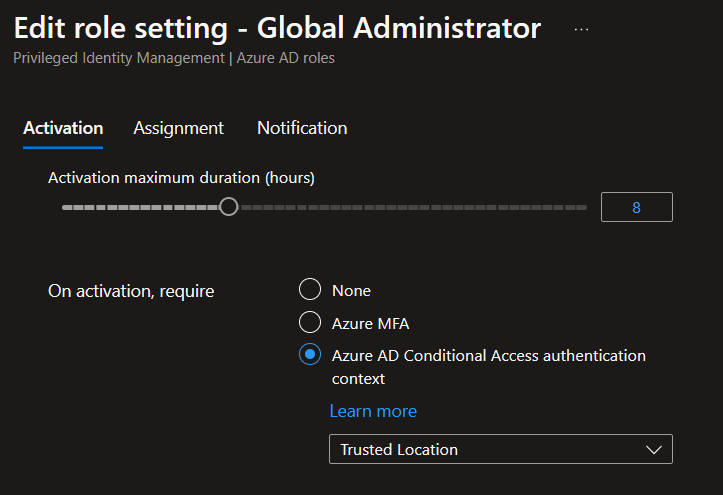 Edit role setting - Global Administrator ...
Privileged Identity Management | Azure AD roles
Activation Assignment Notification
Activation maximum duration (hours)
8
On activation, require
None
Azure MFA
Azure AD Conditional Access authentication
context
Learn more
Trusted Location